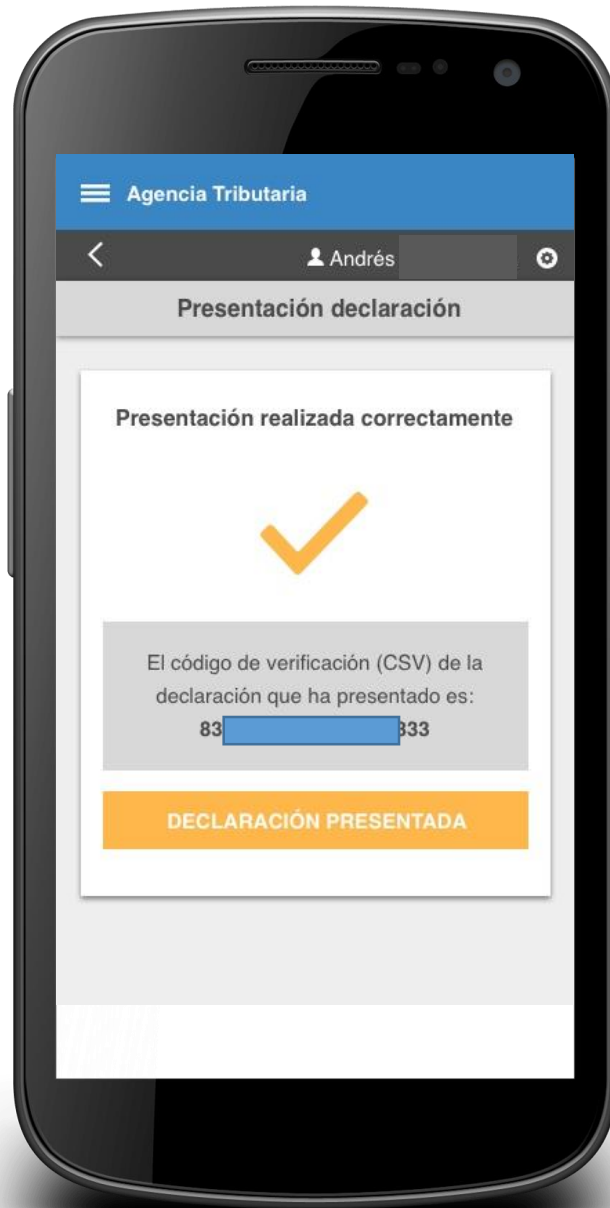 Agencia Tributaria
Andrés
Presentación declaración
Presentación realizada correctamente
El código de verificación (CSV) de la
declaración que ha presentado es:
83 333
DECLARACIÓN PRESENTADA